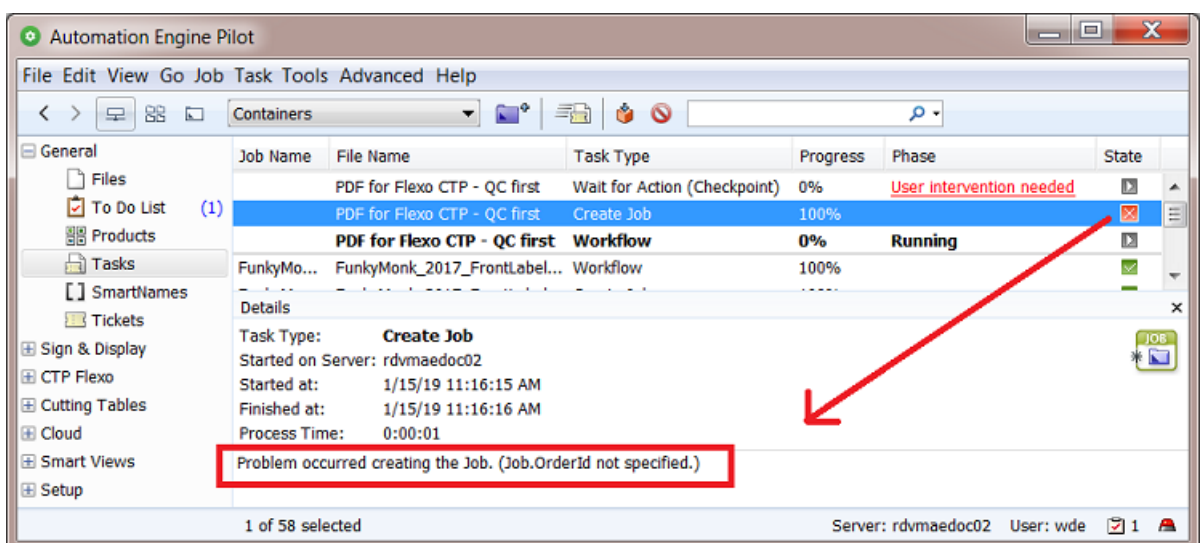 Automation Engine Pilot
File Edit View Go Job Task Tools Advanced Help
Containers
General
Files
To Do List (1)
Products
Tasks
SmartNames
Tickets
Sign & Display
CTP Flexo
Cutting Tables
Cloud
Smart Views
Setup
Job Name File Name Task Type Progress Phase State
PDF for Flexo CTP - QC first Wait for Action (Checkpoint) 0% User intervention needed
PDF for Flexo CTP - QC first Create Job 100%
PDF for Flexo CTP - QC first Workflow 0% Running
FunkyMo... FunkyMonk_2017_FrontLabel... Workflow 100%
Details
Task Type: Create Job
JOB
Started on Server: rdvmaedoc02
Started at: 1/15/19 11:16:15 AM
Finished at: 1/15/19 11:16:16 AM
Process Time: 0:00:01
Problem occurred creating the Job. (Job.OrderId not specified.)
1 of 58 selected Server: rdvmaedoc02 User: wde 1